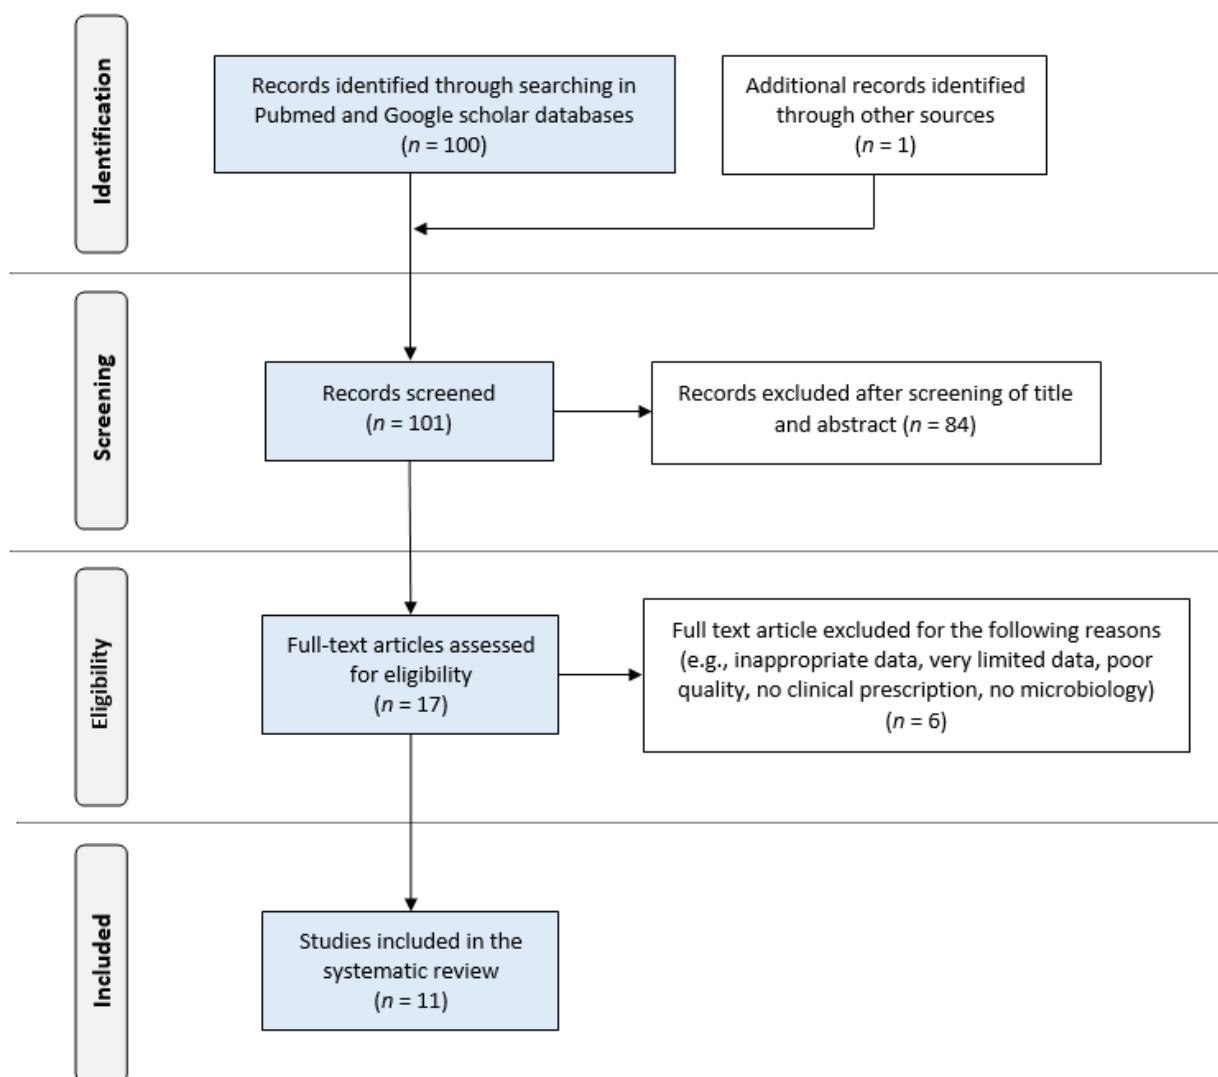 Identification
Records identified through searching in
Pubmed and Google scholar databases
(n = 100)
Additional records identified
through other sources
(n = 1)
Screening
Records screened
(n = 101)
Records excluded after screening of title
and abstract (n = 84)
Eligibility
Full-text articles assessed
for eligibility
(n = 17)
Full text article excluded for the following reasons
(e.g., inappropriate data, very limited data, poor
quality, no clinical prescription, no microbiology)
(n = 6)
Included
Studies included in the
systematic review
(n = 11)